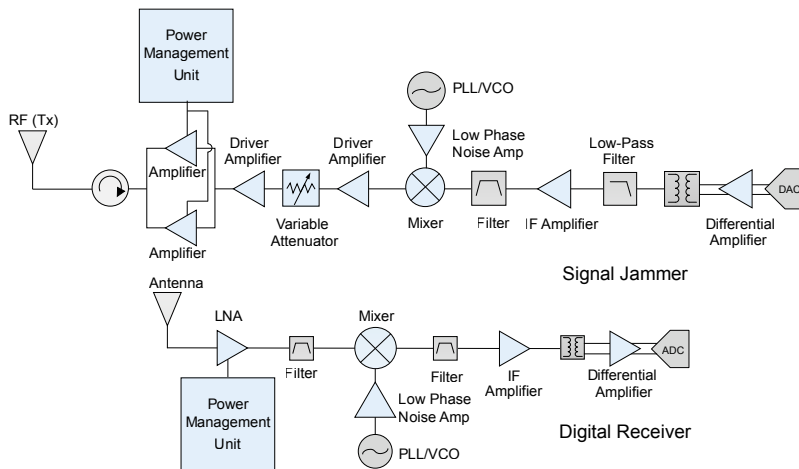 Power
Management
Unit
RF (Tx)
PLL/VCO
Low Phase
Noise Amp
Driver
Amplifier
Driver
Amplifier
Low-Pass
Filter
Amplifier
DAC
Variable
Attenuator
Mixer
Filter
IF Amplifier
Differential
Amplifier
Amplifier
Signal Jammer
Antenna
LNA
Mixer
ADC
Filter
Filter
IF
Amplifier
Differential
Amplifier
Power
Management
Unit
Low Phase
Noise Amp
PLL/VCO
Digital Receiver